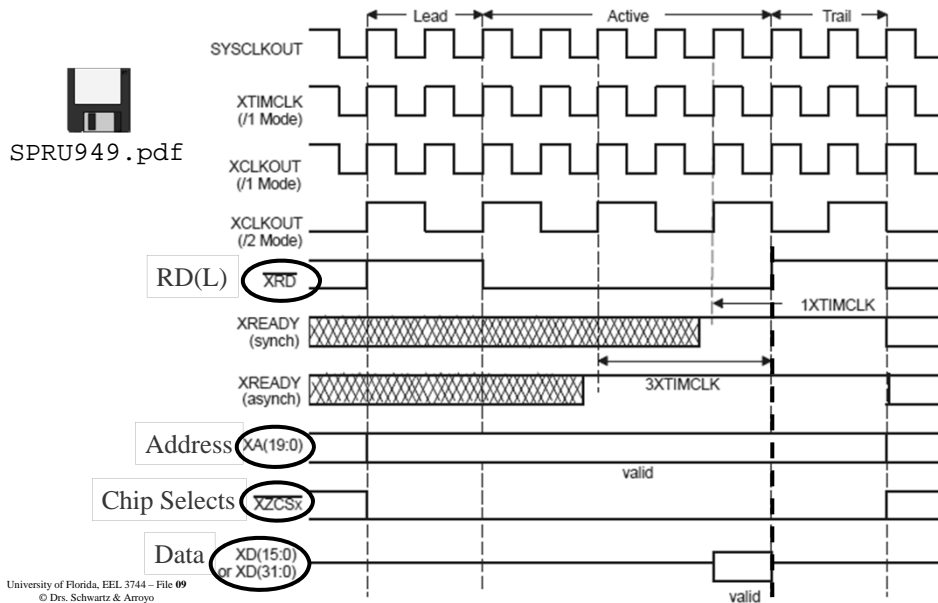 Lead Active Trail
SYSCLKOUT
XTIMCLK
(/1 Mode)
SPRU949.pdf
XCLKOUT
(/1 Mode)
XCLKOUT
(/2 Mode)
RD(L) XRD
1XTIMCLK
XREADY
(synch)
XREADY
(asynch)
3XTIMCLK
Address XA(19:0)
valid
Chip Selects XZCSx
Data XD(15:0)
or XD(31:0)
valid
University of Florida, EEL 3744 – File 09
© Drs. Schwartz & Arroyo